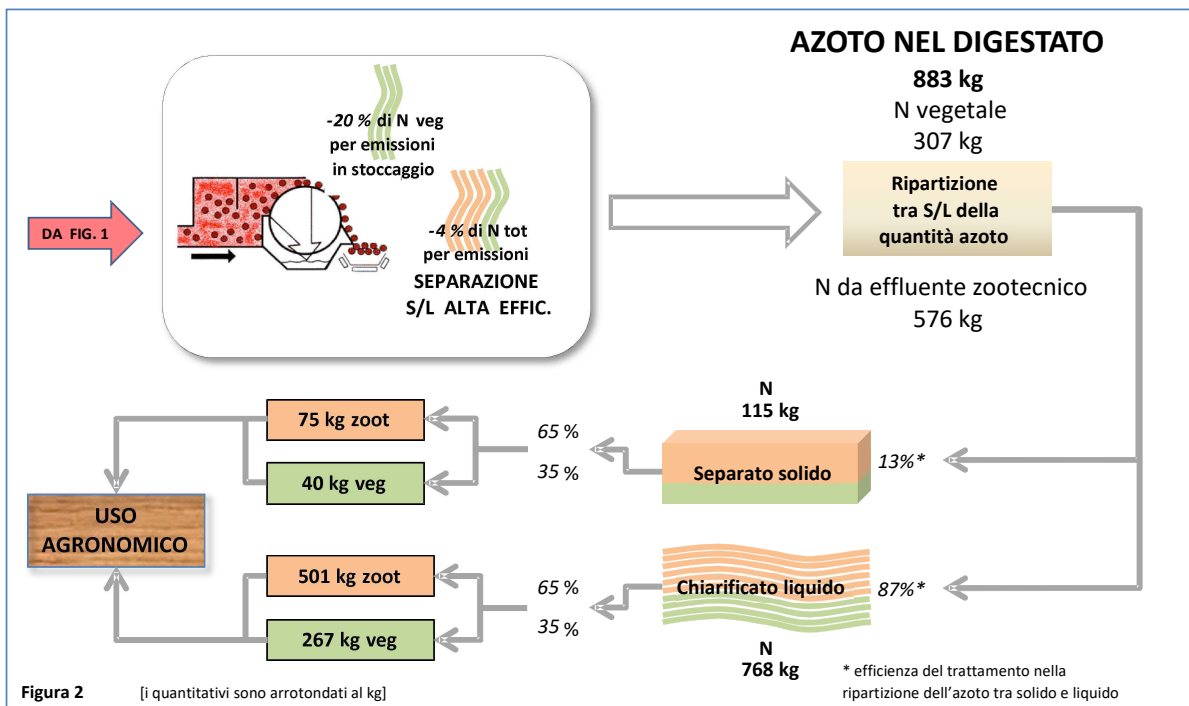 AZOTO NEL DIGESTATO
883 kg
N vegetale
307 kg
-20 % di N veg
per emissioni
in stoccaggio
DA FIG. 1
-4 % di N tot
per emissioni
SEPARAZIONE
S/L ALTA EFFIC.
Ripartizione
tra S/L della
quantità azoto
N da effluente zootecnico
576 kg
N
115 kg
75 kg zoot
65 %
Separato solido
13%*
35 %
40 kg veg
USO
AGRONOMICO
501 kg zoot
65 %
Chiarificato liquido
87%*
35 %
267 kg veg
N
768 kg
* efficienza del trattamento nella
ripartizione dell'azoto tra solido e liquido
Figura 2 [i quantitativi sono arrotondati al kg]